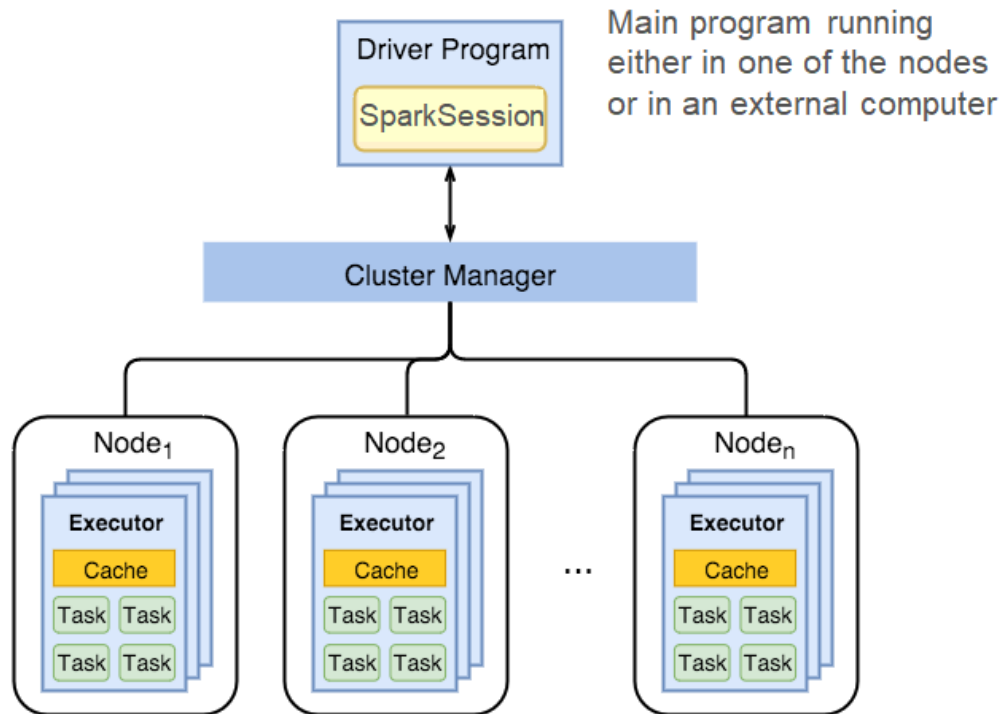 Driver Program
SparkSession
Main program running
either in one of the nodes
or in an external computer
Cluster Manager
Node1
Executor
Cache
Task Task
Task Task
Node2
Executor
Cache
Task Task
Task Task
...
Noden
Executor
Cache
Task Task
Task Task